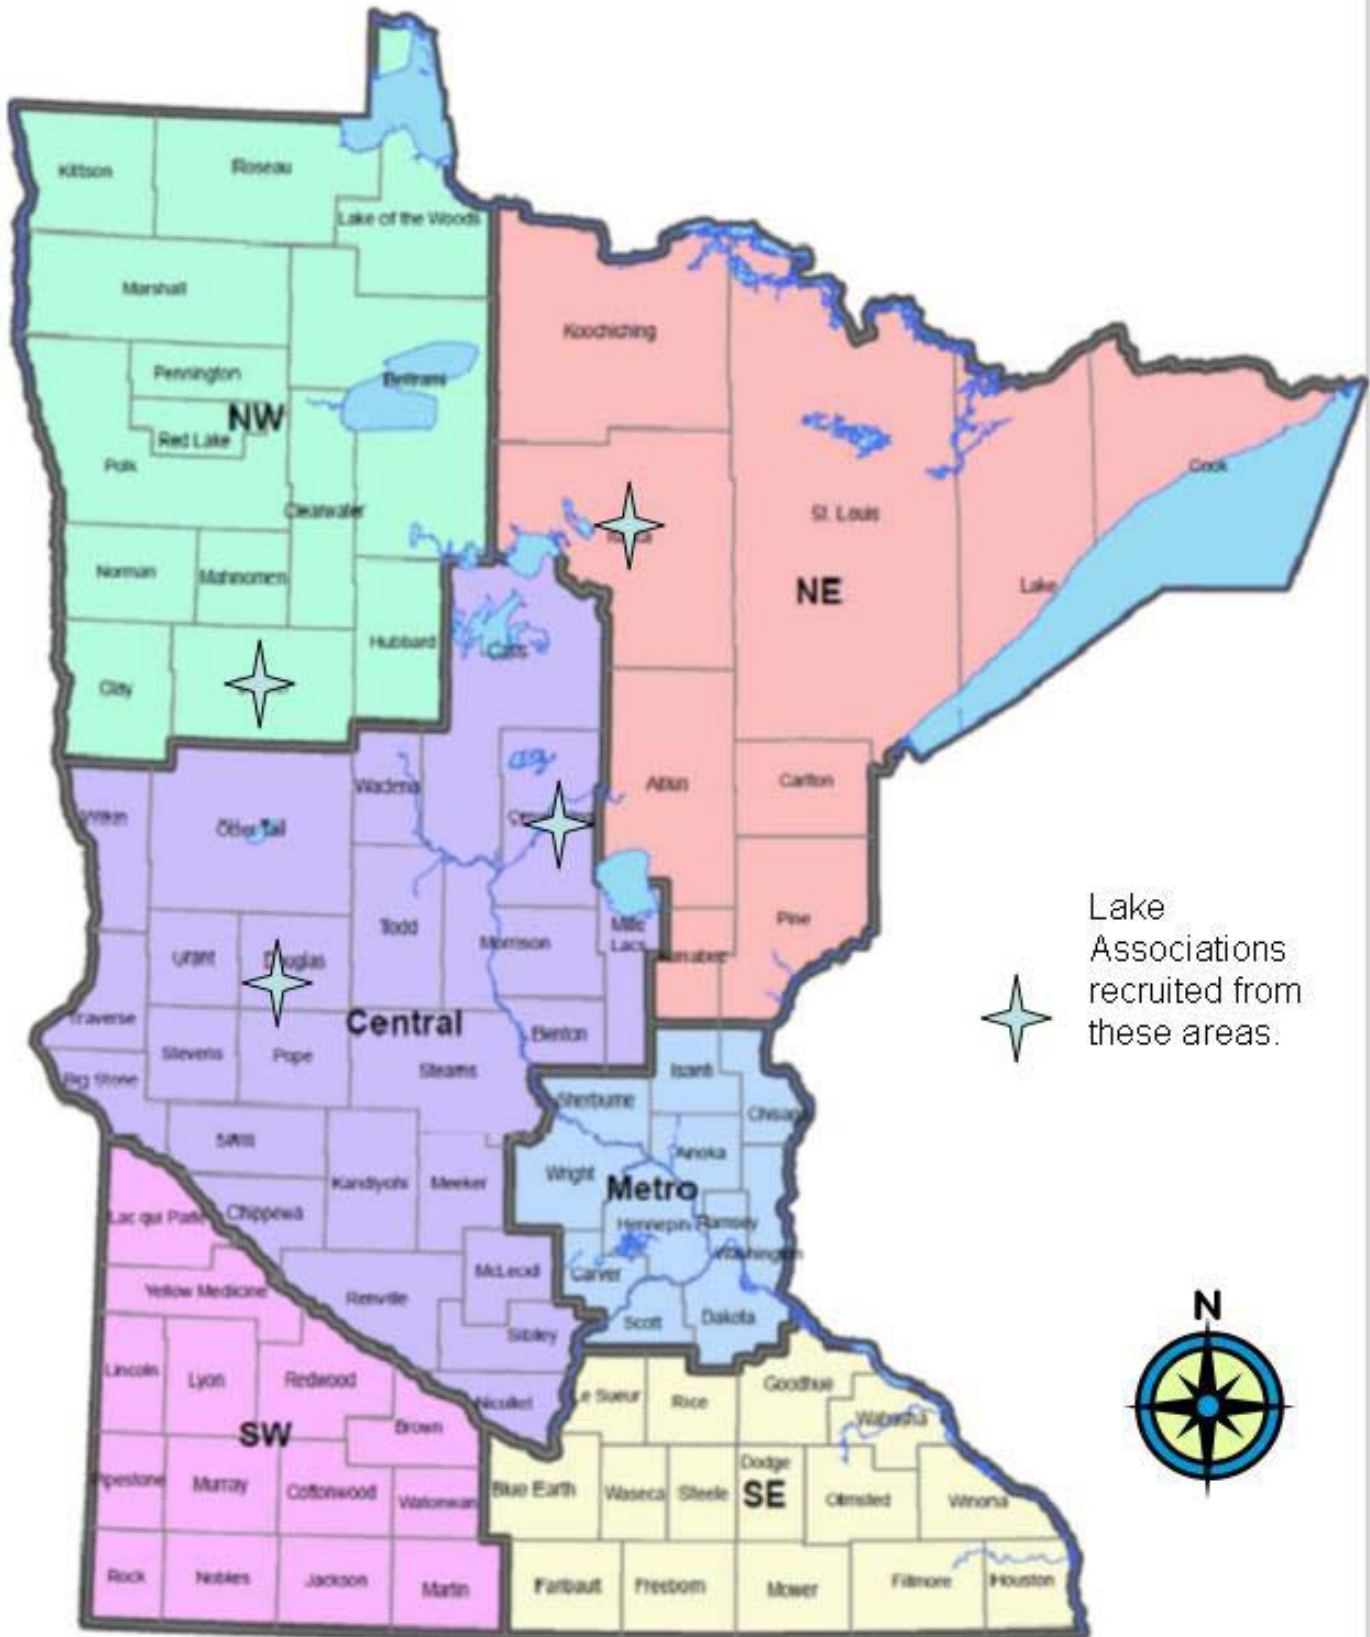 Kittson
Roseau
Lake of the Woods
Marshall
Koochiching
Pennington
Beltrami
NW
Red Lake
Polk
Cook
Clearwater
St. Louis
Norman
Mahnomen
NE
Lake
Hubbard
Cass
Clay
Wadena
Aitkin
Carlton
Wilkin
Otter Tail
Todd
Pine
Mille
Lacs
Morrison
Grant
Douglas
Kanabec
Lake
Associations
recruited from
these areas.
Traverse
Central
Benton
Stevens
Pope
Stearns
Isanti
Big Stone
Sherburne
Chisago
Swift
Anoka
Wright
Kandiyohi
Meeker
Metro
Lac qui Parle
Chippewa
Hennepin
Ramsey
Washington
McLeod
Carver
Yellow Medicine
Renville
N
Scott
Dakota
Sibley
Lincoln
Lyon
Redwood
Goodhue
Nicollet
Le Sueur
Rice
Brown
Wabasha
SW
Dodge
Pipestone
Murray
Cottonwood
Watonwan
Blue Earth
Waseca
Steele
SE
Olmsted
Winona
Rock
Nobles
Jackson
Martin
Faribault
Freeborn
Mower
Fillmore
Houston